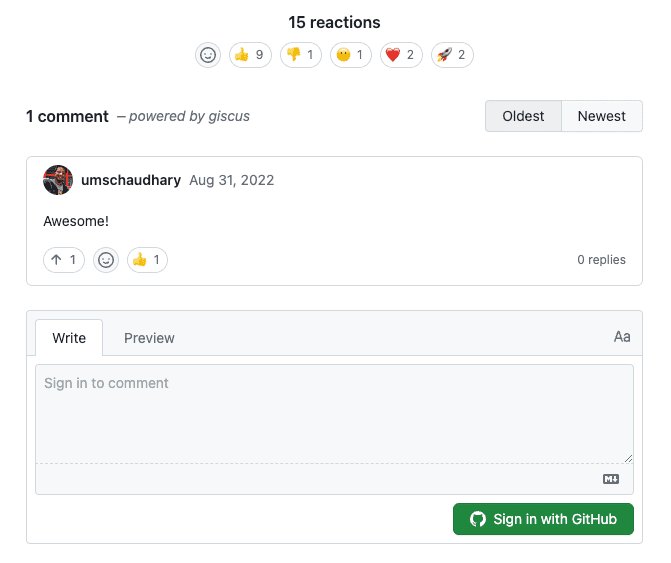 15 reactions
👍 9 👎 1 😶 1 ❤️ 2 🚀 2
1 comment – powered by giscus Oldest Newest
umschaudhary Aug 31, 2022
Awesome!
↑ 1 👍 1 0 replies
Write Preview Aa
Sign in to comment
M↓
Sign in with GitHub